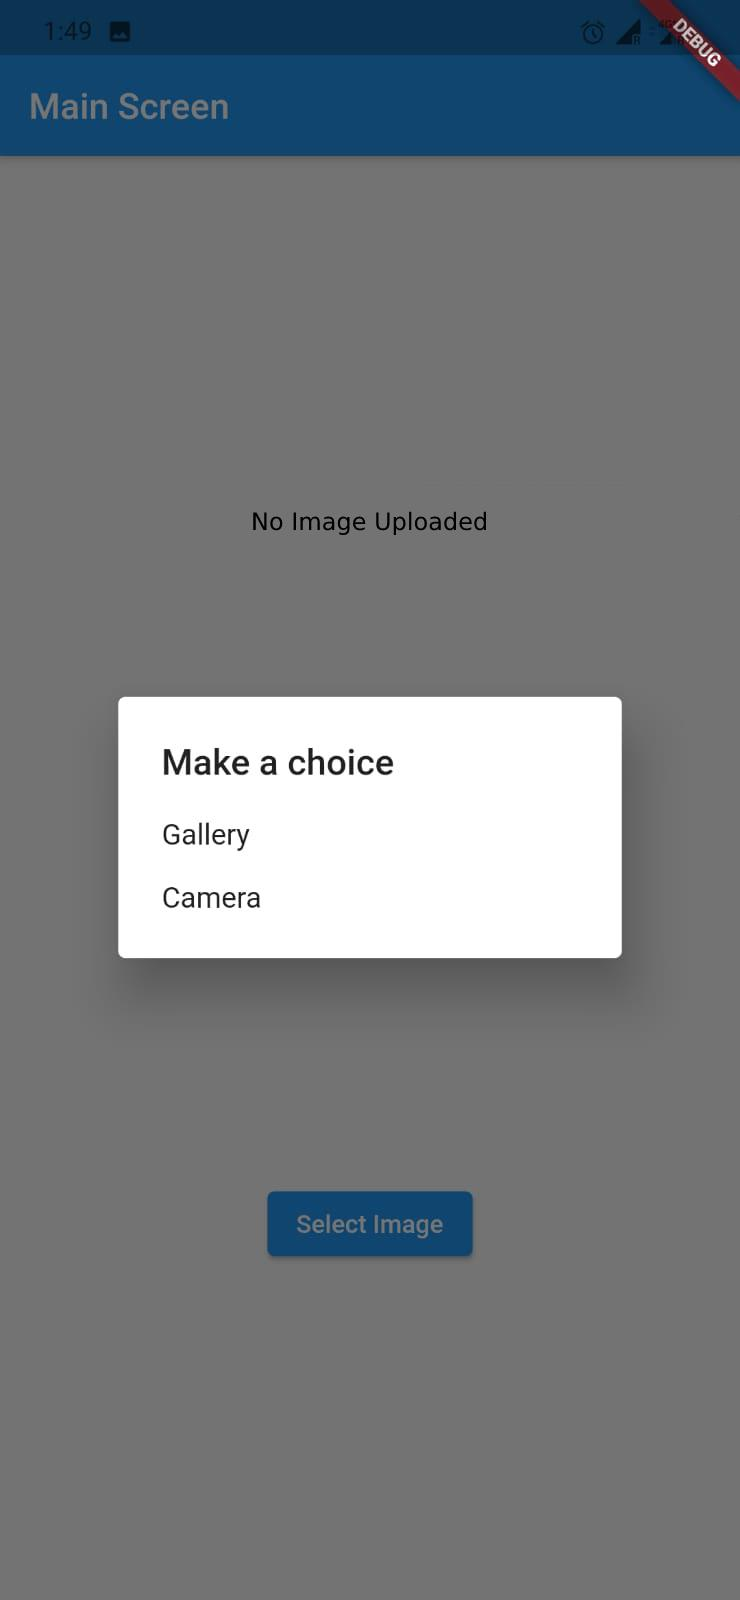 1:49
DEBUG
Main Screen
No Image Uploaded
Make a choice
Gallery
Camera
Select Image